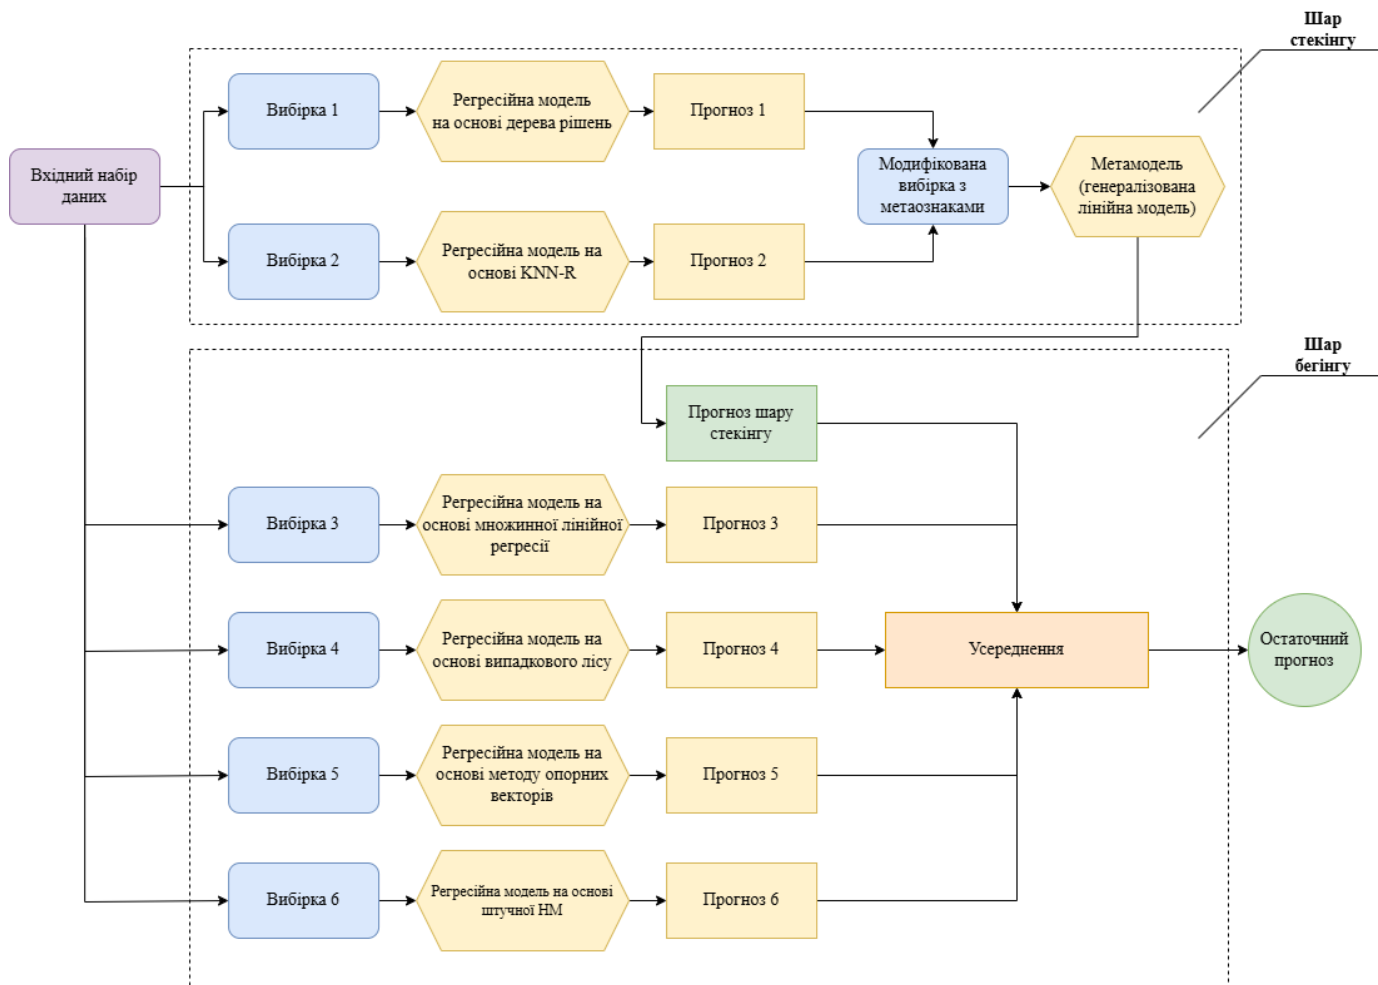 Шар
стекінгу
Вхідний набір
даних
Вибірка 1
Регресійна модель
на основі дерева рішень
Прогноз 1
Вибірка 2
Регресійна модель на
основі KNN-R
Прогноз 2
Модифікована
вибірка з
метаознаками
Метамодель
(генералізована
лінійна модель)
Шар
бегінгу
Прогноз шару
стекінгу
Вибірка 3
Регресійна модель на
основі множинної лінійної
регресії
Прогноз 3
Вибірка 4
Регресійна модель на
основі випадкового лісу
Прогноз 4
Усереднення
Остаточний
прогноз
Вибірка 5
Регресійна модель на
основі методу опорних
векторів
Прогноз 5
Вибірка 6
Регресійна модель на основі
штучної НМ
Прогноз 6